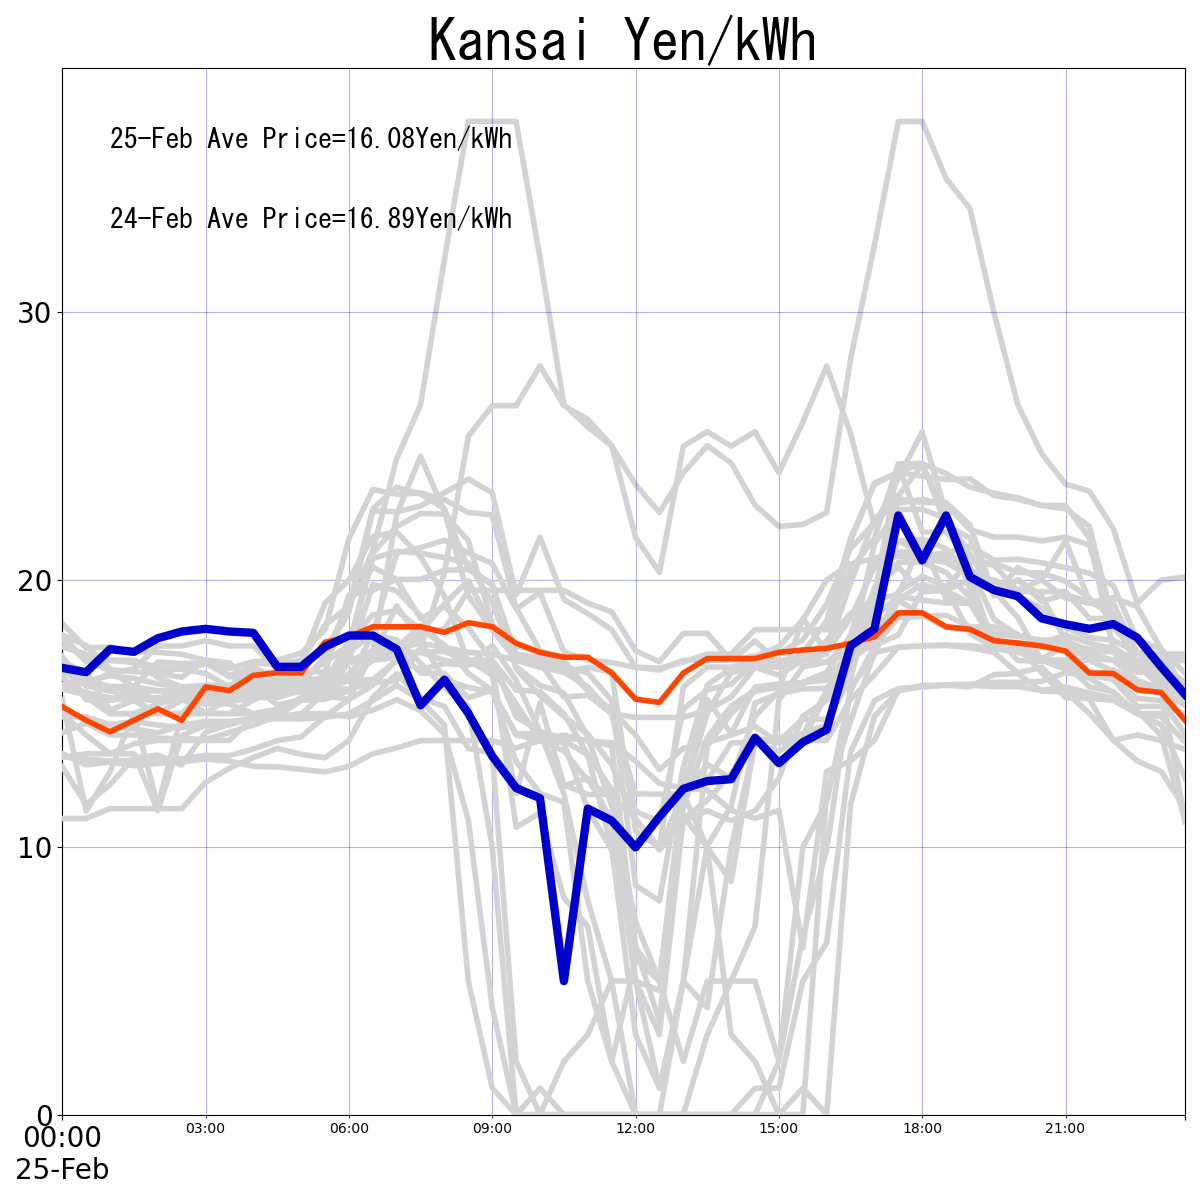 Kansai Yen/kWh
25-Feb Ave Price=16.08Yen/kWh
24-Feb Ave Price=16.89Yen/kWh
30
20
10
0
00:00 03:00 06:00 09:00 12:00 15:00 18:00 21:00
25-Feb